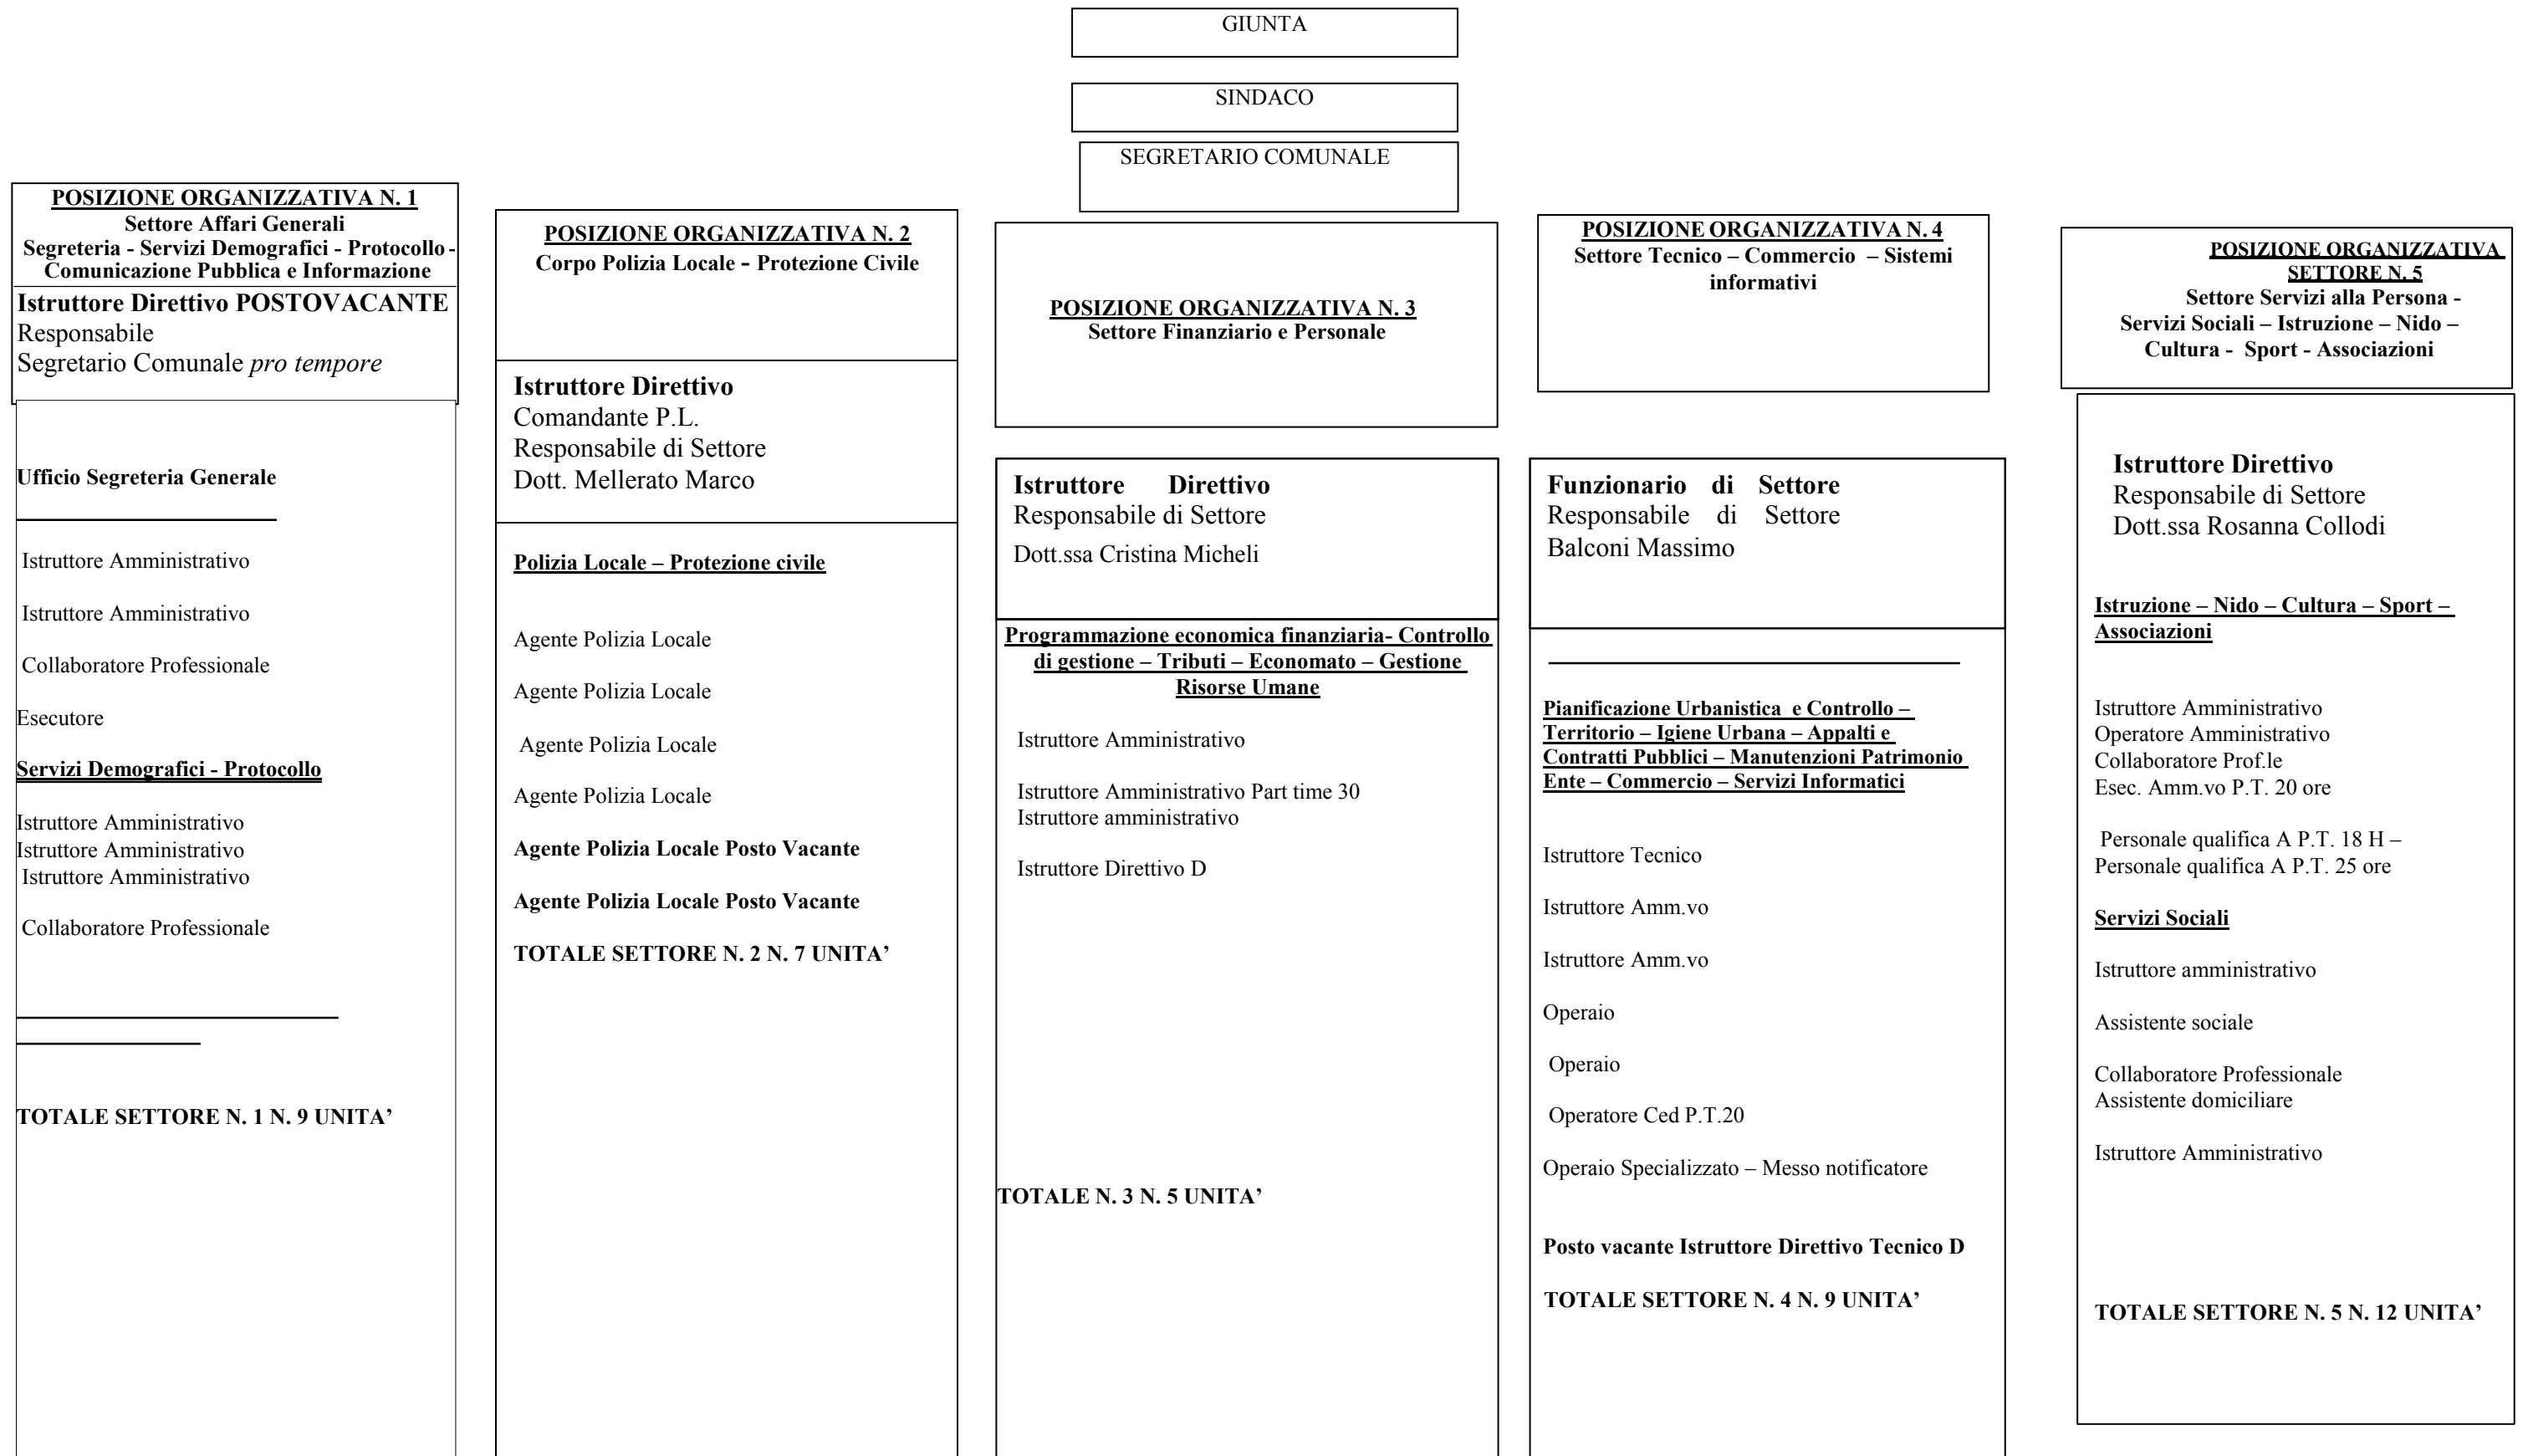 GIUNTA
SINDACO
SEGRETARIO COMUNALE
POSIZIONE ORGANIZZATIVA N. 1
Settore Affari Generali
Segreteria - Servizi Demografici - Protocollo -
Comunicazione Pubblica e Informazione
Istruttore Direttivo POSTOVACANTE
Responsabile
Segretario Comunale pro tempore
Ufficio Segreteria Generale
Istruttore Amministrativo
Istruttore Amministrativo
Collaboratore Professionale
Esecutore
Servizi Demografici - Protocollo
Istruttore Amministrativo
Istruttore Amministrativo
Istruttore Amministrativo
Collaboratore Professionale
TOTALE SETTORE N. 1 N. 9 UNITA’
POSIZIONE ORGANIZZATIVA N. 2
Corpo Polizia Locale - Protezione Civile
Istruttore Direttivo
Comandante P.L.
Responsabile di Settore
Dott. Mellerato Marco
Polizia Locale – Protezione civile
Agente Polizia Locale
Agente Polizia Locale
Agente Polizia Locale
Agente Polizia Locale
Agente Polizia Locale Posto Vacante
Agente Polizia Locale Posto Vacante
TOTALE SETTORE N. 2 N. 7 UNITA’
POSIZIONE ORGANIZZATIVA N. 3
Settore Finanziario e Personale
Istruttore Direttivo
Responsabile di Settore
Dott.ssa Cristina Micheli
Programmazione economica finanziaria- Controllo
di gestione – Tributi – Economato – Gestione
Risorse Umane
Istruttore Amministrativo
Istruttore Amministrativo Part time 30
Istruttore amministrativo
Istruttore Direttivo D
TOTALE N. 3 N. 5 UNITA’
POSIZIONE ORGANIZZATIVA N. 4
Settore Tecnico – Commercio – Sistemi
informativi
Funzionario di Settore
Responsabile di Settore
Balconi Massimo
Pianificazione Urbanistica e Controllo –
Territorio – Igiene Urbana – Appalti e
Contratti Pubblici – Manutenzioni Patrimonio
Ente – Commercio – Servizi Informatici
Istruttore Tecnico
Istruttore Amm.vo
Istruttore Amm.vo
Operaio
Operaio
Operatore Ced P.T.20
Operaio Specializzato – Messo notificatore
Posto vacante Istruttore Direttivo Tecnico D
TOTALE SETTORE N. 4 N. 9 UNITA’
POSIZIONE ORGANIZZATIVA
SETTORE N. 5
Settore Servizi alla Persona -
Servizi Sociali – Istruzione – Nido –
Cultura - Sport - Associazioni
Istruttore Direttivo
Responsabile di Settore
Dott.ssa Rosanna Collodi
Istruzione – Nido – Cultura – Sport –
Associazioni
Istruttore Amministrativo
Operatore Amministrativo
Collaboratore Prof.le
Esec. Amm.vo P.T. 20 ore
Personale qualifica A P.T. 18 H –
Personale qualifica A P.T. 25 ore
Servizi Sociali
Istruttore amministrativo
Assistente sociale
Collaboratore Professionale
Assistente domiciliare
Istruttore Amministrativo
TOTALE SETTORE N. 5 N. 12 UNITA’